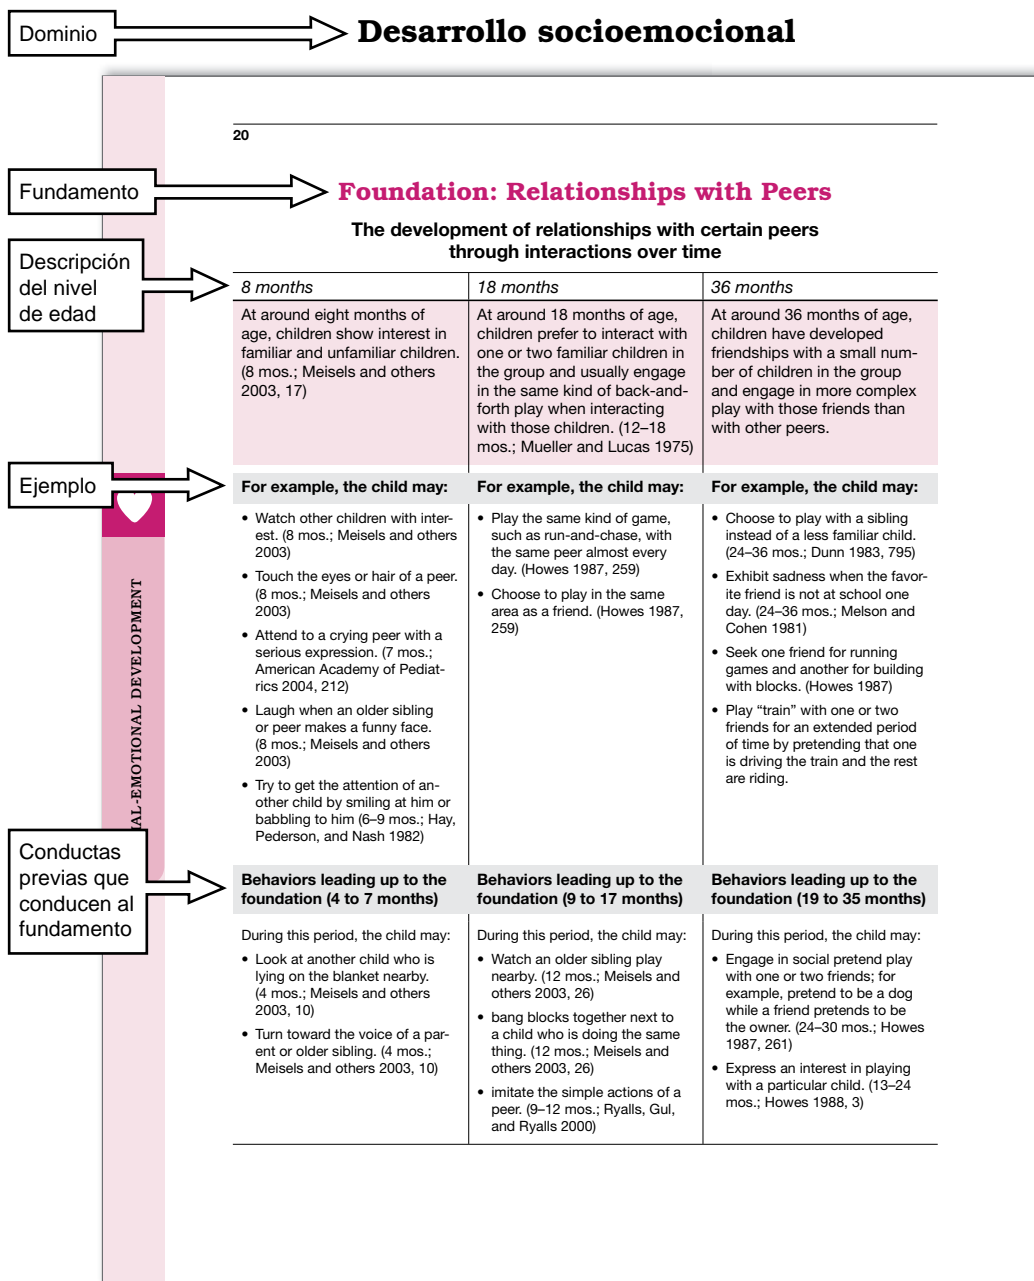 Dominio
Desarrollo socioemocional
20
Fundamento
Foundation: Relationships with Peers
The development of relationships with certain peers
through interactions over time
Descripción
del nivel
de edad
8 months
At around eight months of
age, children show interest in
familiar and unfamiliar children.
(8 mos.; Meisels and others
2003, 17)
18 months
At around 18 months of age,
children prefer to interact with
one or two familiar children in
the group and usually engage
in the same kind of back-and-
forth play when interacting
with those children. (12–18
mos.; Mueller and Lucas 1975)
36 months
At around 36 months of age,
children have developed
friendships with a small num-
ber of children in the group
and engage in more complex
play with those friends than
with other peers.
Ejemplo
For example, the child may:
• Watch other children with inter-
est. (8 mos.; Meisels and others
2003)
• Touch the eyes or hair of a peer.
(8 mos.; Meisels and others
2003)
• Attend to a crying peer with a
serious expression. (7 mos.;
American Academy of Pediat-
rics 2004, 212)
• Laugh when an older sibling
or peer makes a funny face.
(8 mos.; Meisels and others
2003)
• Try to get the attention of an-
other child by smiling at him or
babbling to him (6–9 mos.; Hay,
Pederson, and Nash 1982)
For example, the child may:
• Play the same kind of game,
such as run-and-chase, with
the same peer almost every
day. (Howes 1987, 259)
• Choose to play in the same
area as a friend. (Howes 1987,
259)
For example, the child may:
• Choose to play with a sibling
instead of a less familiar child.
(24–36 mos.; Dunn 1983, 795)
• Exhibit sadness when the favor-
ite friend is not at school one
day. (24–36 mos.; Melson and
Cohen 1981)
• Seek one friend for running
games and another for building
with blocks. (Howes 1987)
• Play “train” with one or two
friends for an extended period
of time by pretending that one
is driving the train and the rest
are riding.
IAL-EMOTIONAL DEVELOPMENT
Conductas
previas que
conducen al
fundamento
Behaviors leading up to the
foundation (4 to 7 months)
During this period, the child may:
• Look at another child who is
lying on the blanket nearby.
(4 mos.; Meisels and others
2003, 10)
• Turn toward the voice of a par-
ent or older sibling. (4 mos.;
Meisels and others 2003, 10)
Behaviors leading up to the
foundation (9 to 17 months)
During this period, the child may:
• Watch an older sibling play
nearby. (12 mos.; Meisels and
others 2003, 26)
• bang blocks together next to
a child who is doing the same
thing. (12 mos.; Meisels and
others 2003, 26)
• imitate the simple actions of a
peer. (9–12 mos.; Ryalls, Gul,
and Ryalls 2000)
Behaviors leading up to the
foundation (19 to 35 months)
During this period, the child may:
• Engage in social pretend play
with one or two friends; for
example, pretend to be a dog
while a friend pretends to be
the owner. (24–30 mos.; Howes
1987, 261)
• Express an interest in playing
with a particular child. (13–24
mos.; Howes 1988, 3)